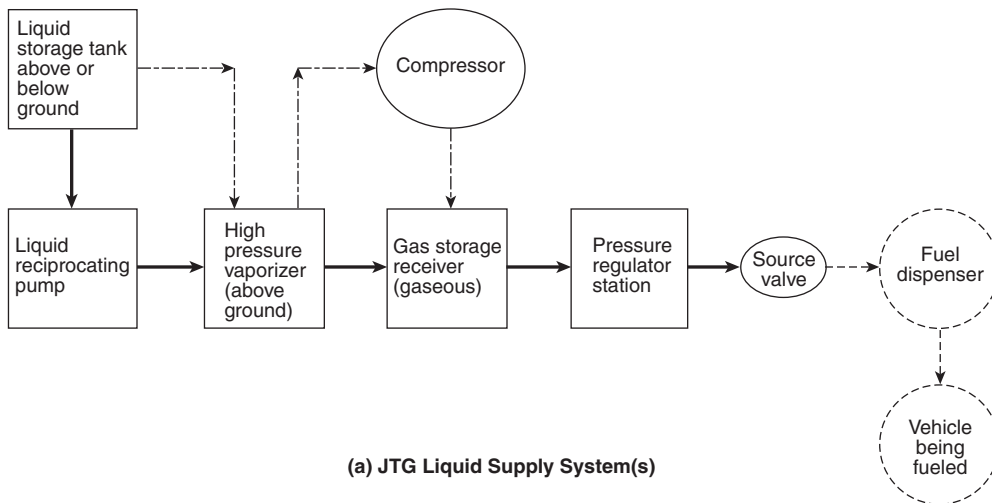 Liquid
storage tank
above or
below
ground
Compressor
Liquid
reciprocating
pump
High
pressure
vaporizer
(above
ground)
Gas storage
receiver
(gaseous)
Pressure
regulator
station
Source
valve
Fuel
dispenser
Vehicle
being
fueled
(a) JTG Liquid Supply System(s)